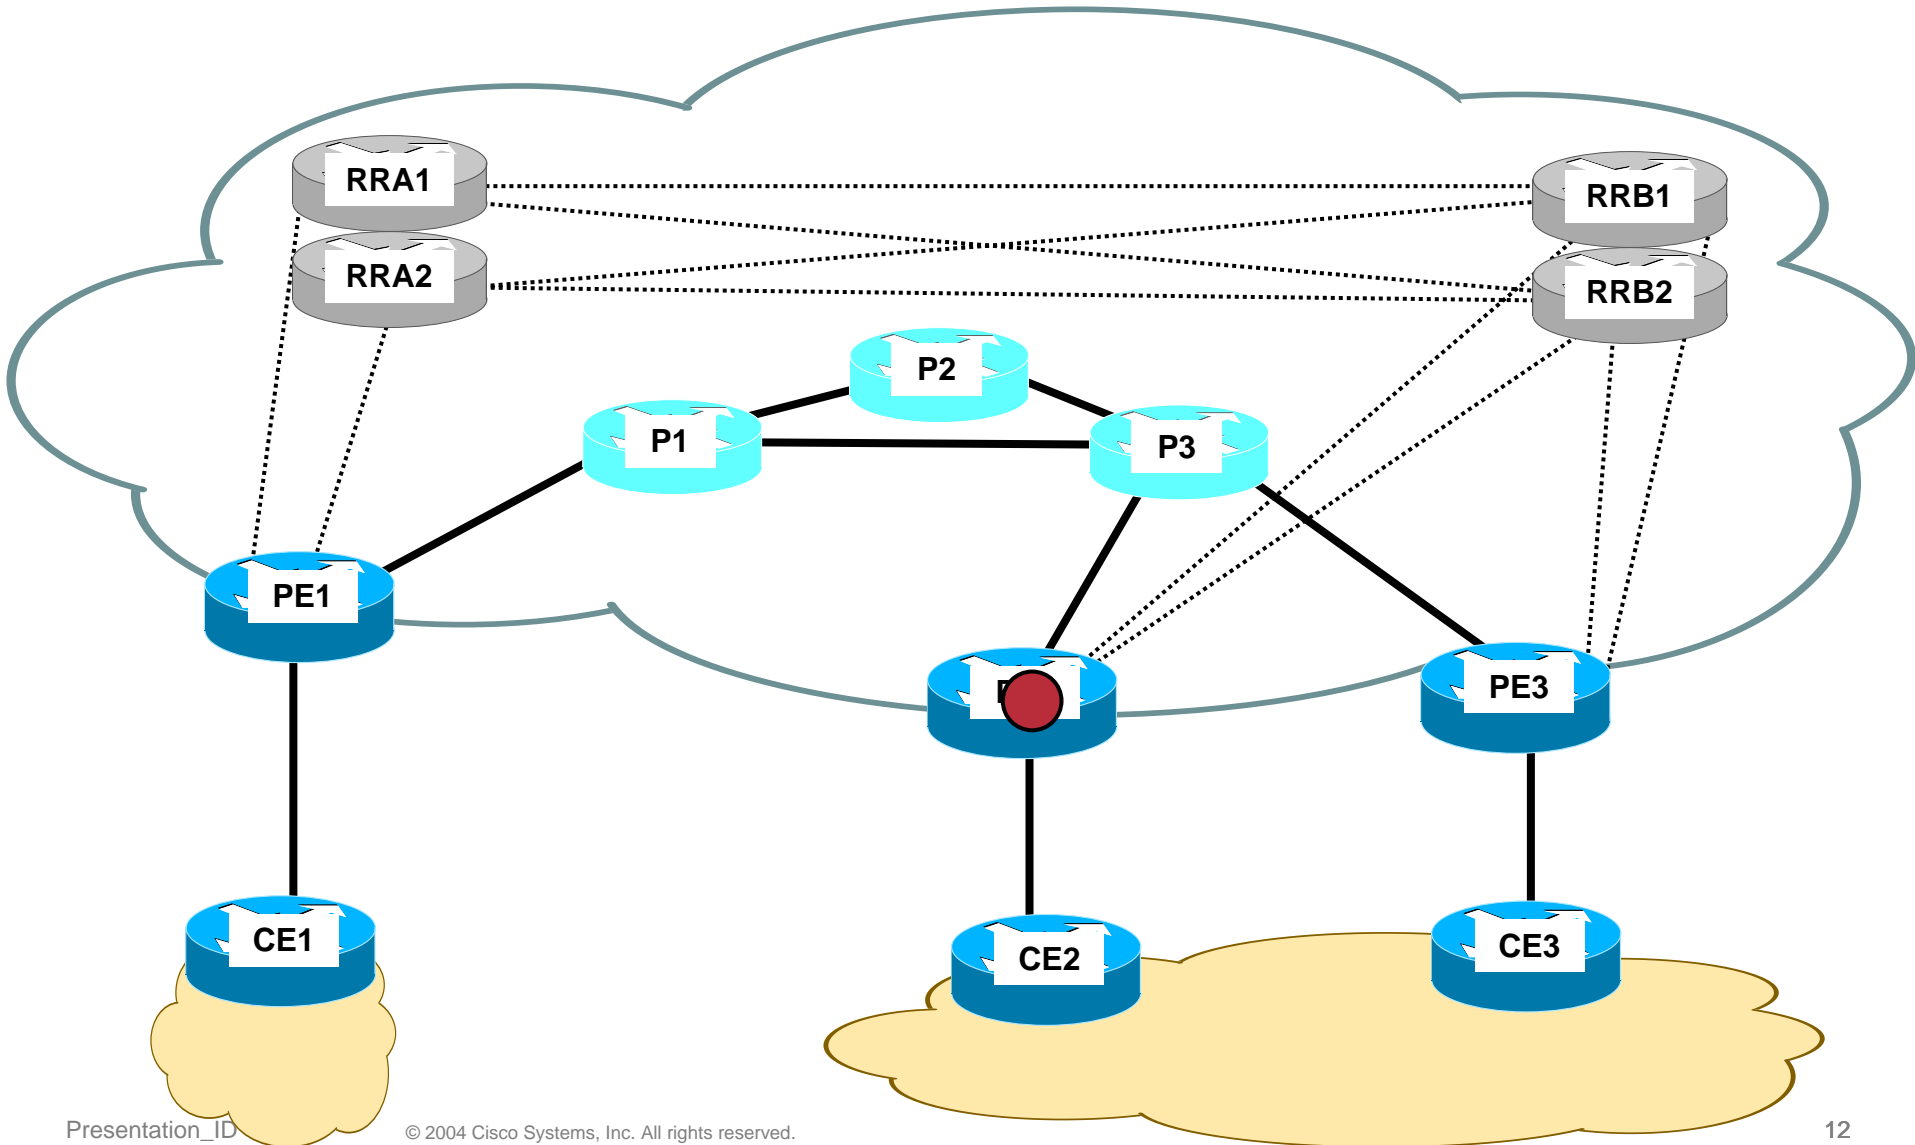 RRA1
RRB1
RRA2
RRB2
P2
P1
P3
PE1
PE3
CE1
CE2
CE3
Presentation_ID
© 2004 Cisco Systems, Inc. All rights reserved.
12